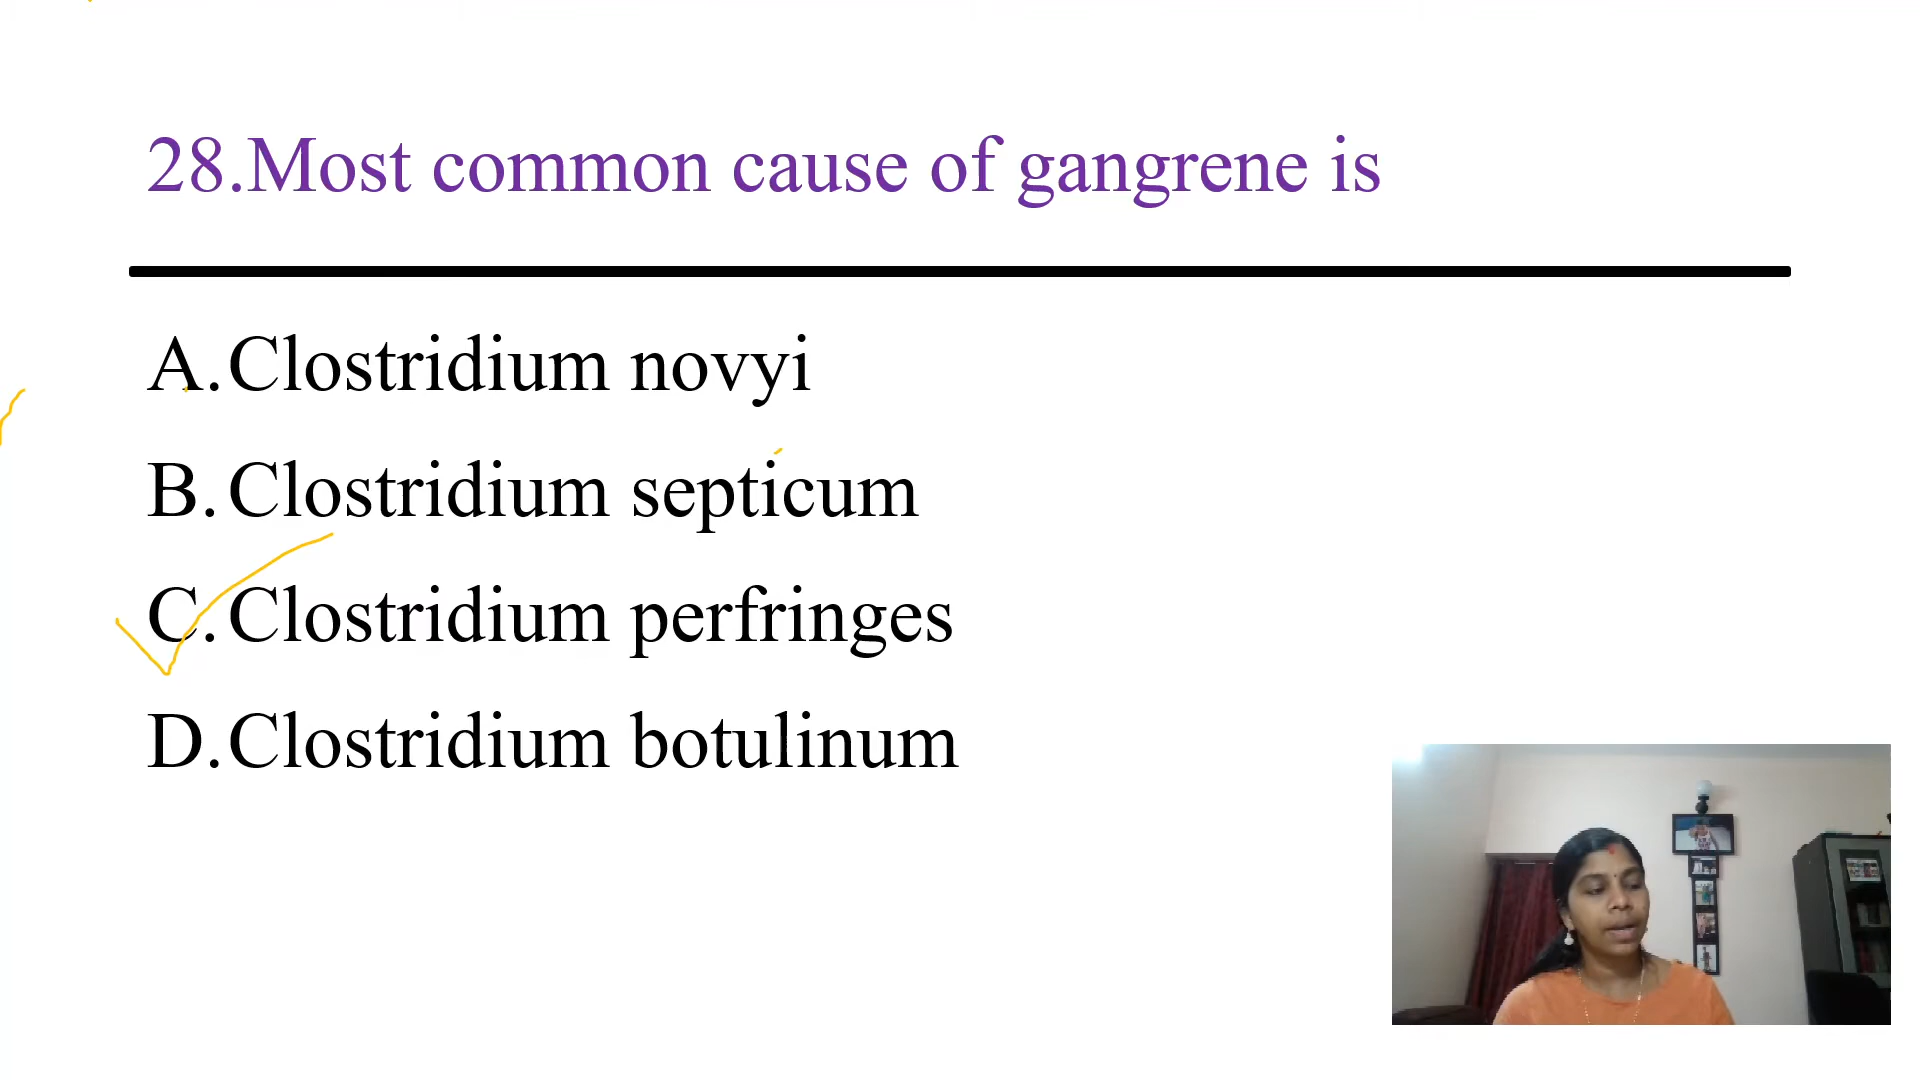 28.Most common cause of gangrene is
A.Clostridium novyi
B.Clostridium septicum
C.Clostridium perfringes
D.Clostridium botulinum